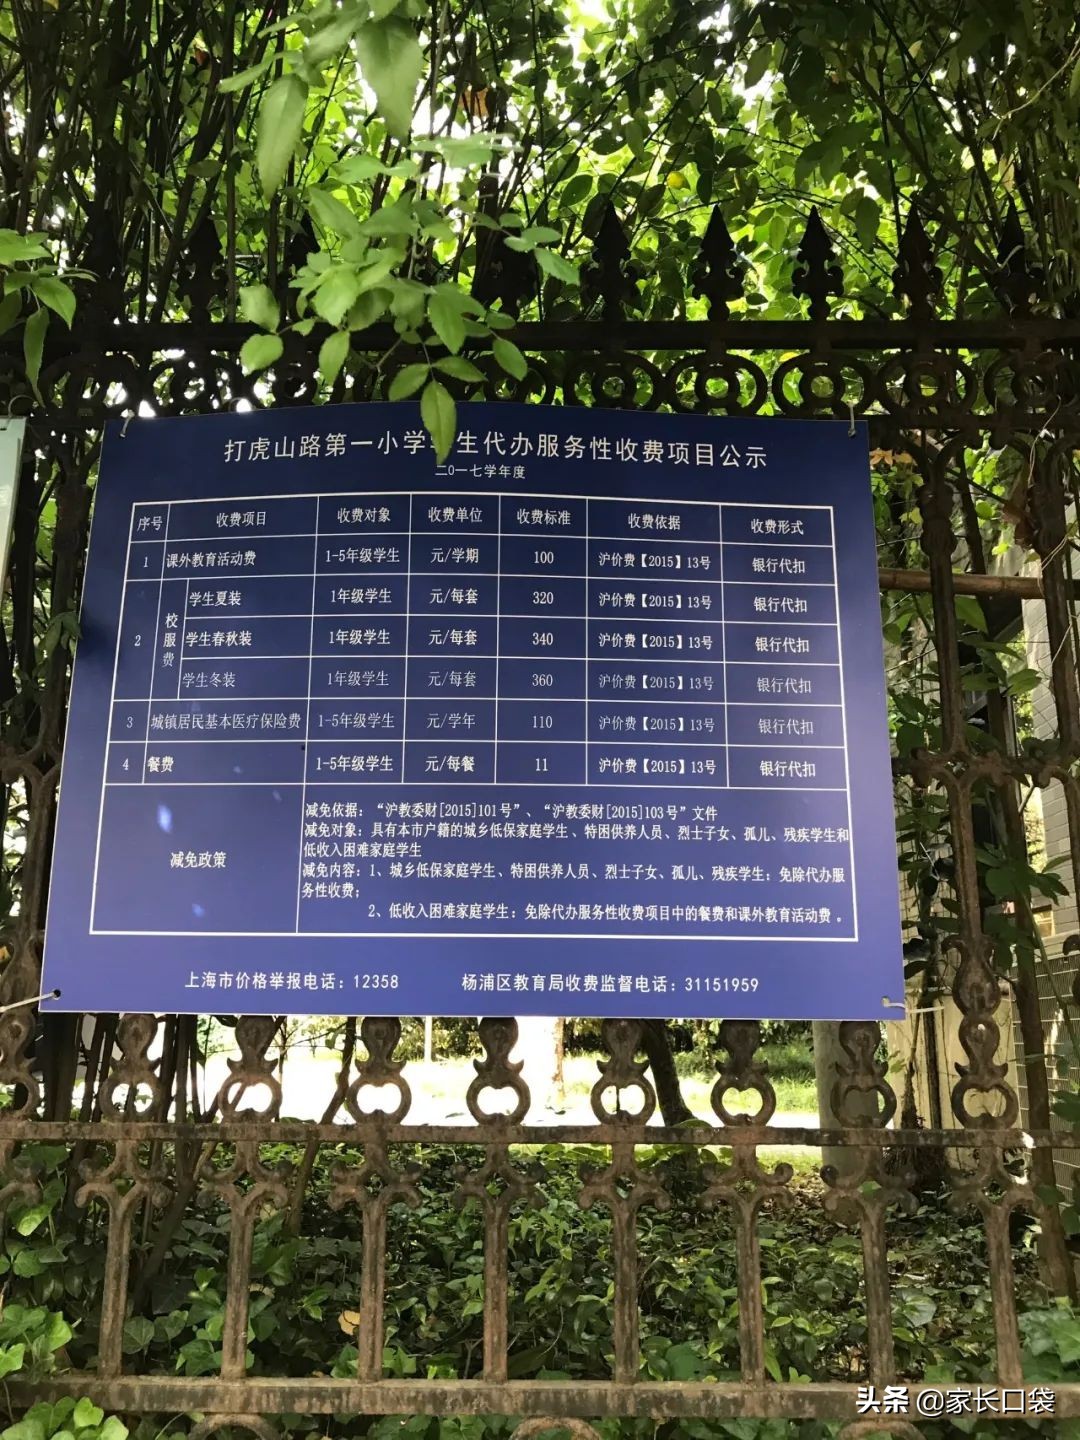 打虎山路第一小学学生代办服务性收费项目公示
二0一七学年度
序号 收费项目 收费对象 收费单位 收费标准 收费依据 收费形式
1 课外教育活动费 1-5年级学生 元/学期 100 沪价费【2015】13号 银行代扣
2 校服费 学生夏装 1年级学生 元/每套 320 沪价费【2015】13号 银行代扣
学生春秋装 1年级学生 元/每套 340 沪价费【2015】13号 银行代扣
学生冬装 1年级学生 元/每套 360 沪价费【2015】13号 银行代扣
3 城镇居民基本医疗保险费 1-5年级学生 元/学年 110 沪价费【2015】13号 银行代扣
4 餐费 1-5年级学生 元/每餐 11 沪价费【2015】13号 银行代扣
减免政策
减免依据：“沪教委财[2015]101号”、“沪教委财[2015]103号”文件
减免对象：具有本市户籍的城乡低保家庭学生、特困供养人员、烈士子女、孤儿、残疾学生和
低收入困难家庭学生
减免内容：1、城乡低保家庭学生、特困供养人员、烈士子女、孤儿、残疾学生：免除代办服
务性收费；
2、低收入困难家庭学生：免除代办服务性收费项目中的餐费和课外教育活动费。
上海市价格举报电话：12358 杨浦区教育局收费监督电话：31151959
头条 @家长口袋